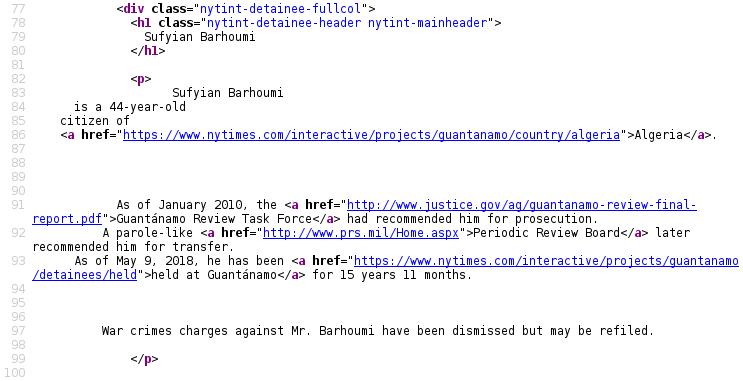 77 <div class="nytint-detainee-fullcol">
78 <h1 class="nytint-detainee-header nytint-mainheader">
79 Sufyian Barhoumi
80 </h1>
81
82 <p>
83 Sufyian Barhoumi
84 is a 44-year-old
85 citizen of
86 <a href="https://www.nytimes.com/interactive/projects/guantanamo/country/algeria">Algeria</a>.
87
88
89
90
91 As of January 2010, the <a href="http://www.justice.gov/ag/guantanamo-review-final-
report.pdf">Guantánamo Review Task Force</a> had recommended him for prosecution.
92 A parole-like <a href="http://www.prs.mil/Home.aspx">Periodic Review Board</a> later
recommended him for transfer.
93 As of May 9, 2018, he has been <a href="https://www.nytimes.com/interactive/projects/guantanamo
/detainees/held">held at Guantánamo</a> for 15 years 11 months.
94
95
96
97 War crimes charges against Mr. Barhoumi have been dismissed but may be refiled.
98
99 </p>
100